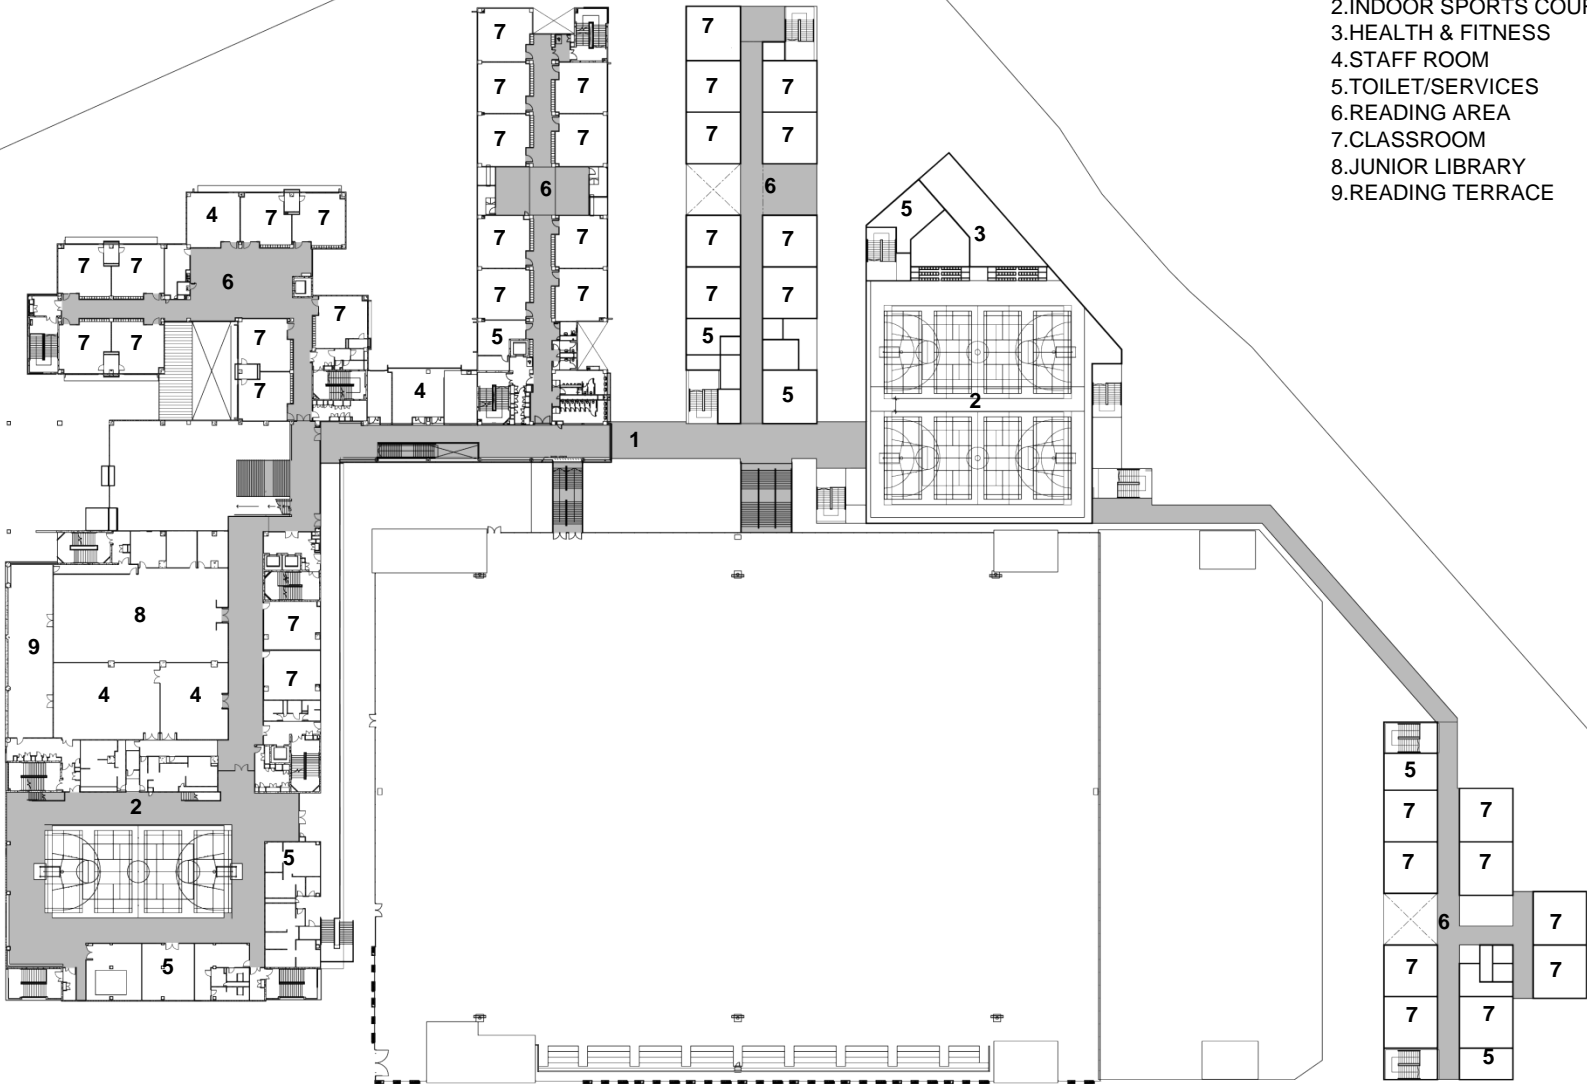 2.INDOOR SPORTS COUR
3.HEALTH & FITNESS
4.STAFF ROOM
5.TOILET/SERVICES
6.READING AREA
7.CLASSROOM
8.JUNIOR LIBRARY
9.READING TERRACE
7 7
7 7 7 7
7 7 7 7
6 6
4 7 7 5
7 7 7 7 3
7 7
6
7 7 7 7
7
7 7 7 5 5
7 4 5 2
1
8 7
9
7
4 4
5
2 7 7
5 7 7
6 7
5 7 7
7 7
5